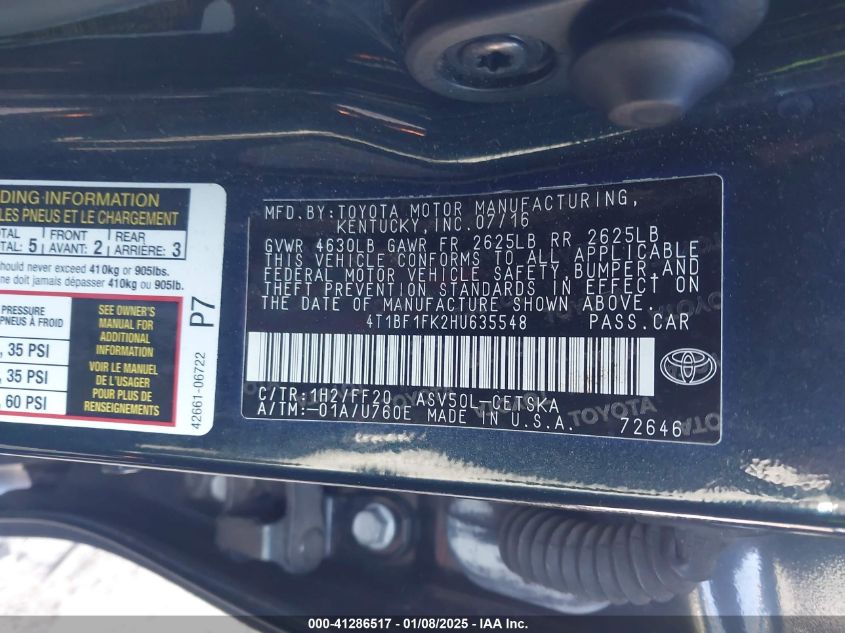 DING INFORMATION
LES PNEUS ET LE CHARGEMENT
OTAL 5 FRONT 2 REAR 3
TAL: AVANT: ARRIÈRE:
hould never exceed 410kg or 905lbs.
ne doit jamais dépasser 410kg ou 905lb.
PRESSURE
PNEUS À FROID
, 35 PSI
, 35 PSI
, 60 PSI
SEE OWNER'S
MANUAL FOR
ADDITIONAL
INFORMATION
VOIR LE MANUEL
DE L'USAGER
POUR PLUS DE
RENSEIGNEMENTS
42661-06722 P7
MFD.BY:TOYOTA MOTOR MANUFACTURING,
KENTUCKY,INC.07/16
GVWR 4630LB GAWR FR 2625LB RR 2625LB
THIS VEHICLE CONFORMS TO ALL APPLICABLE
FEDERAL MOTOR VEHICLE SAFETY,BUMPER,AND
THEFT PREVENTION STANDARDS IN EFFECT ON
THE DATE OF MANUFACTURE SHOWN ABOVE.
4T1BF1FK2HU635548 PASS.CAR
TOYOTA
C/TR:1H2/FF20 ASV50L-CETSKA
A/TM:-01A/U760E MADE IN U.S.A. 72646
000-41286517 - 01/08/2025 - IAA Inc.